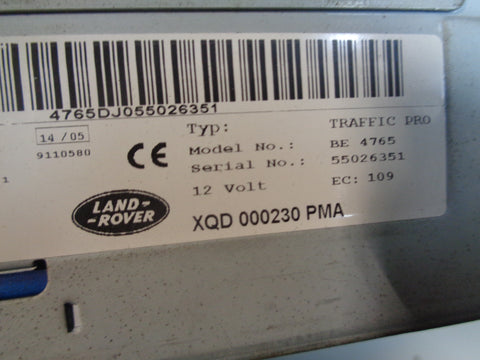 4765DJ055026351
14/05
9110580
Typ: TRAFFIC PRO
Model No.: BE 4765
Serial No.: 55026351
12 Volt EC: 109
1
CE
LAND-
-ROVER
XQD 000230 PMA